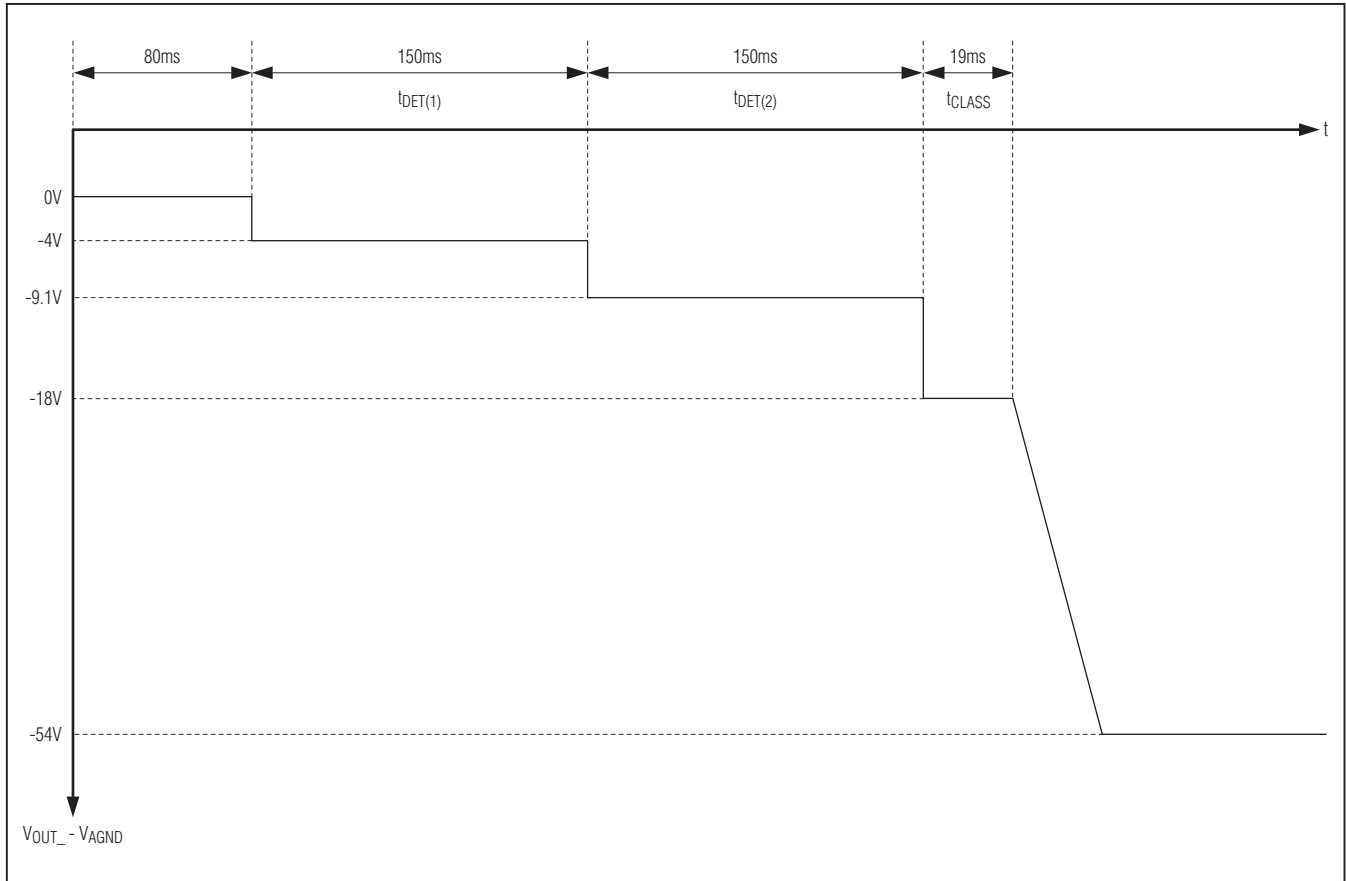 80ms 150ms 150ms 19ms
tDET(1) tDET(2) tCLASS
t
0V
-4V
-9.1V
-18V
-54V
VOUT_ - VAGND